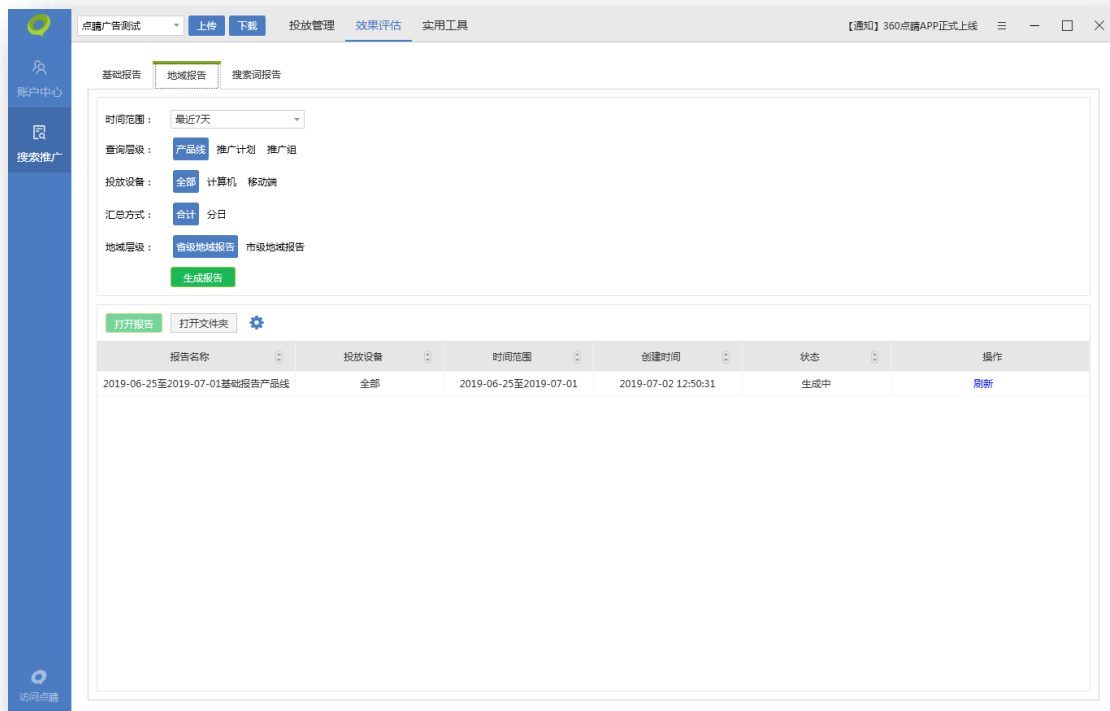 点睛广告测试 上传 下载 投放管理 效果评估 实用工具 【通知】360点睛APP正式上线
账户中心
搜索推广
基础报告 地域报告 搜索词报告
时间范围： 最近7天
查询层级： 产品线 推广计划 推广组
投放设备： 全部 计算机 移动端
汇总方式： 合计 分日
地域层级： 省级地域报告 市级地域报告
生成报告
打开报告 打开文件夹
报告名称 投放设备 时间范围 创建时间 状态 操作
2019-06-25至2019-07-01基础报告产品线 全部 2019-06-25至2019-07-01 2019-07-02 12:50:31 生成中 刷新
访问点睛